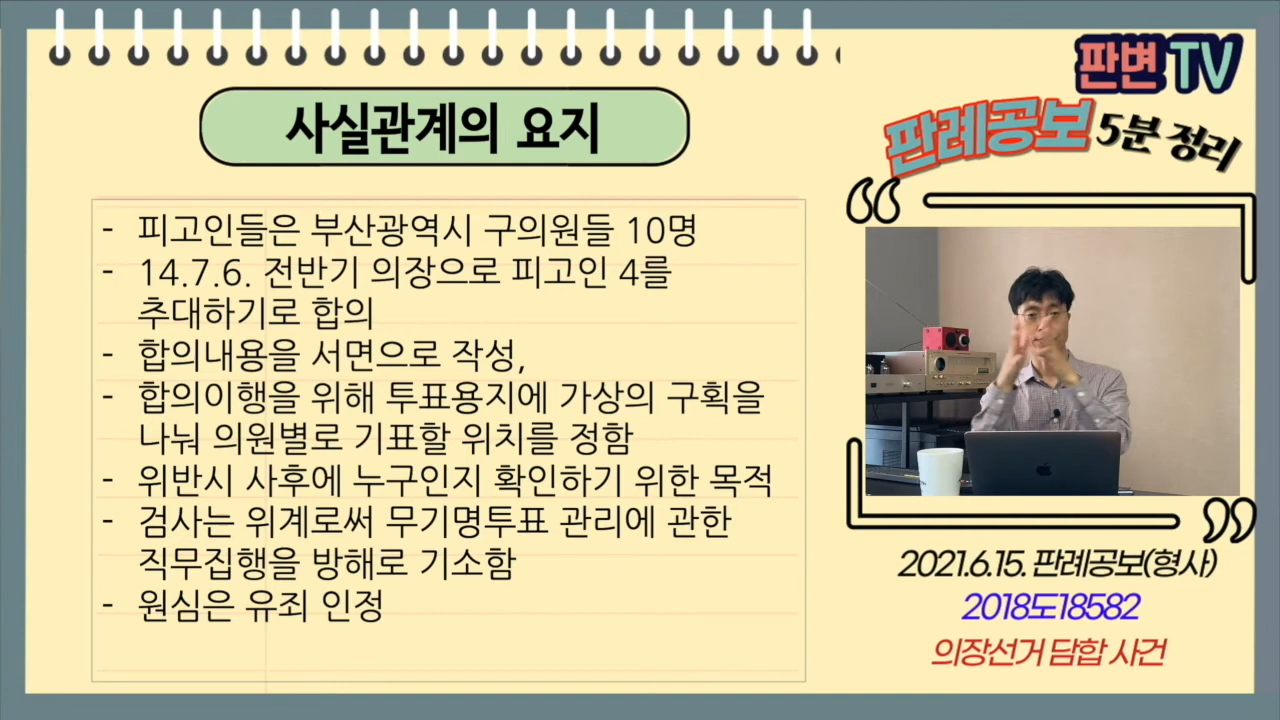 판변 TV
판례공보 5분 정리
사실관계의 요지
- 피고인들은 부산광역시 구의원들 10명
- 14.7.6. 전반기 의장으로 피고인 4를
추대하기로 합의
- 합의내용을 서면으로 작성,
- 합의이행을 위해 투표용지에 가상의 구획을
나눠 의원별로 기표할 위치를 정함
- 위반시 사후에 누구인지 확인하기 위한 목적
- 검사는 위계로써 무기명투표 관리에 관한
직무집행을 방해로 기소함
- 원심은 유죄 인정
2021.6.15. 판례공보(형사)
2018도18582
의장선거 담합 사건